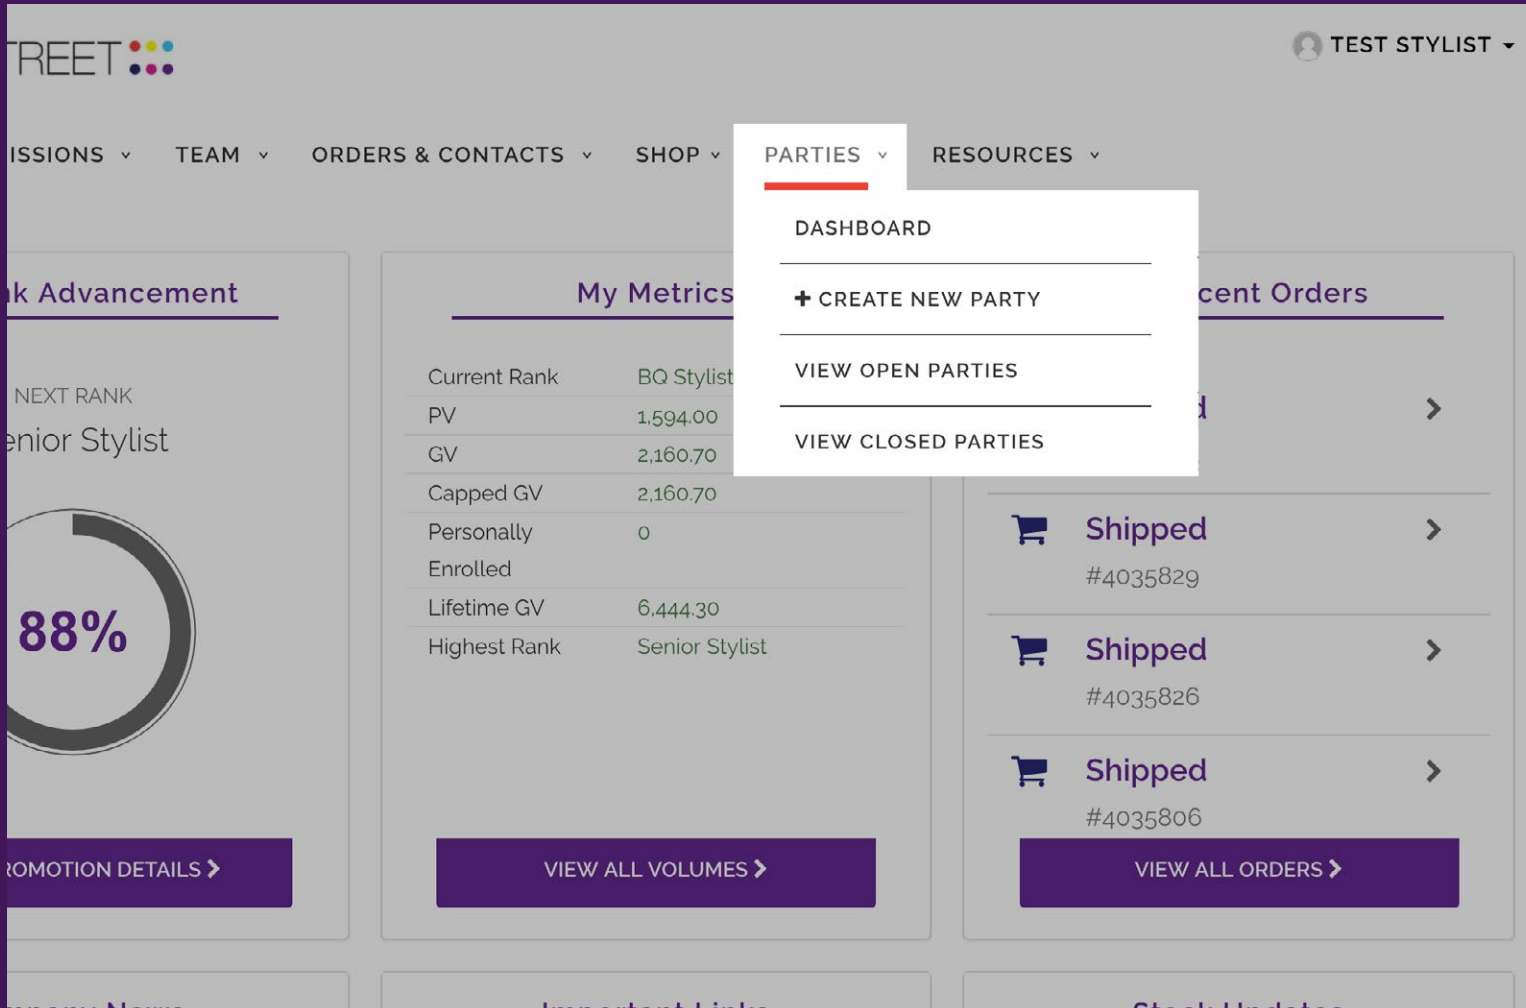 TREET
TEST STYLIST
ISSIONS TEAM ORDERS & CONTACTS SHOP PARTIES RESOURCES
DASHBOARD
+ CREATE NEW PARTY
VIEW OPEN PARTIES
VIEW CLOSED PARTIES
nk Advancement
NEXT RANK
enior Stylist
88%
ROMOTION DETAILS
My Metrics
Current Rank BQ Stylist
PV 1,594.00
GV 2,160.70
Capped GV 2,160.70
Personally 0
Enrolled
Lifetime GV 6,444.30
Highest Rank Senior Stylist
VIEW ALL VOLUMES
cent Orders
d
Shipped
#4035829
Shipped
#4035826
Shipped
#4035806
VIEW ALL ORDERS